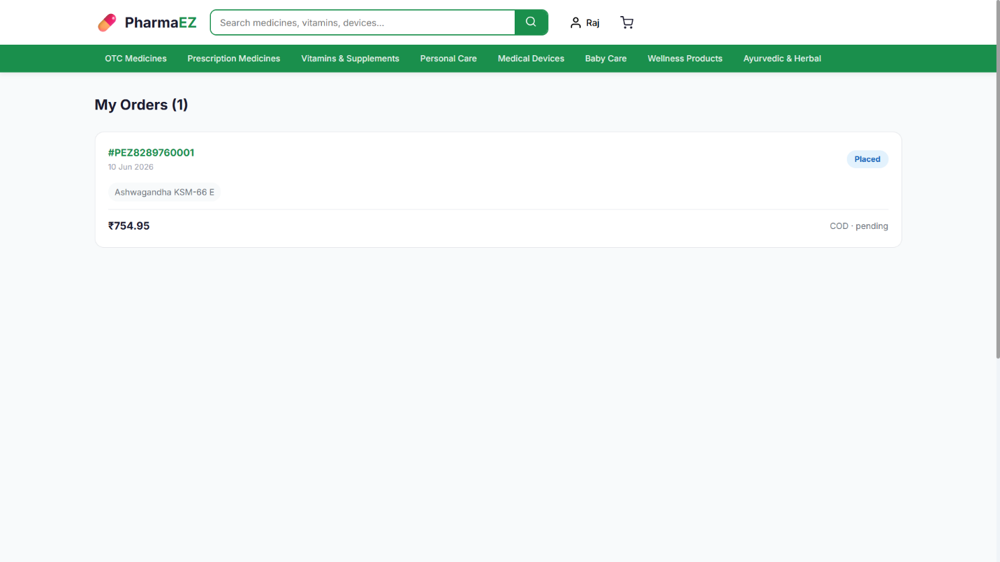 PharmaEZ
Search medicines, vitamins, devices...
Raj
OTC Medicines Prescription Medicines Vitamins & Supplements Personal Care Medical Devices Baby Care Wellness Products Ayurvedic & Herbal
My Orders (1)
#PEZ8289760001
10 Jun 2026
Placed
Ashwagandha KSM-66 E
₹754.95
COD · pending